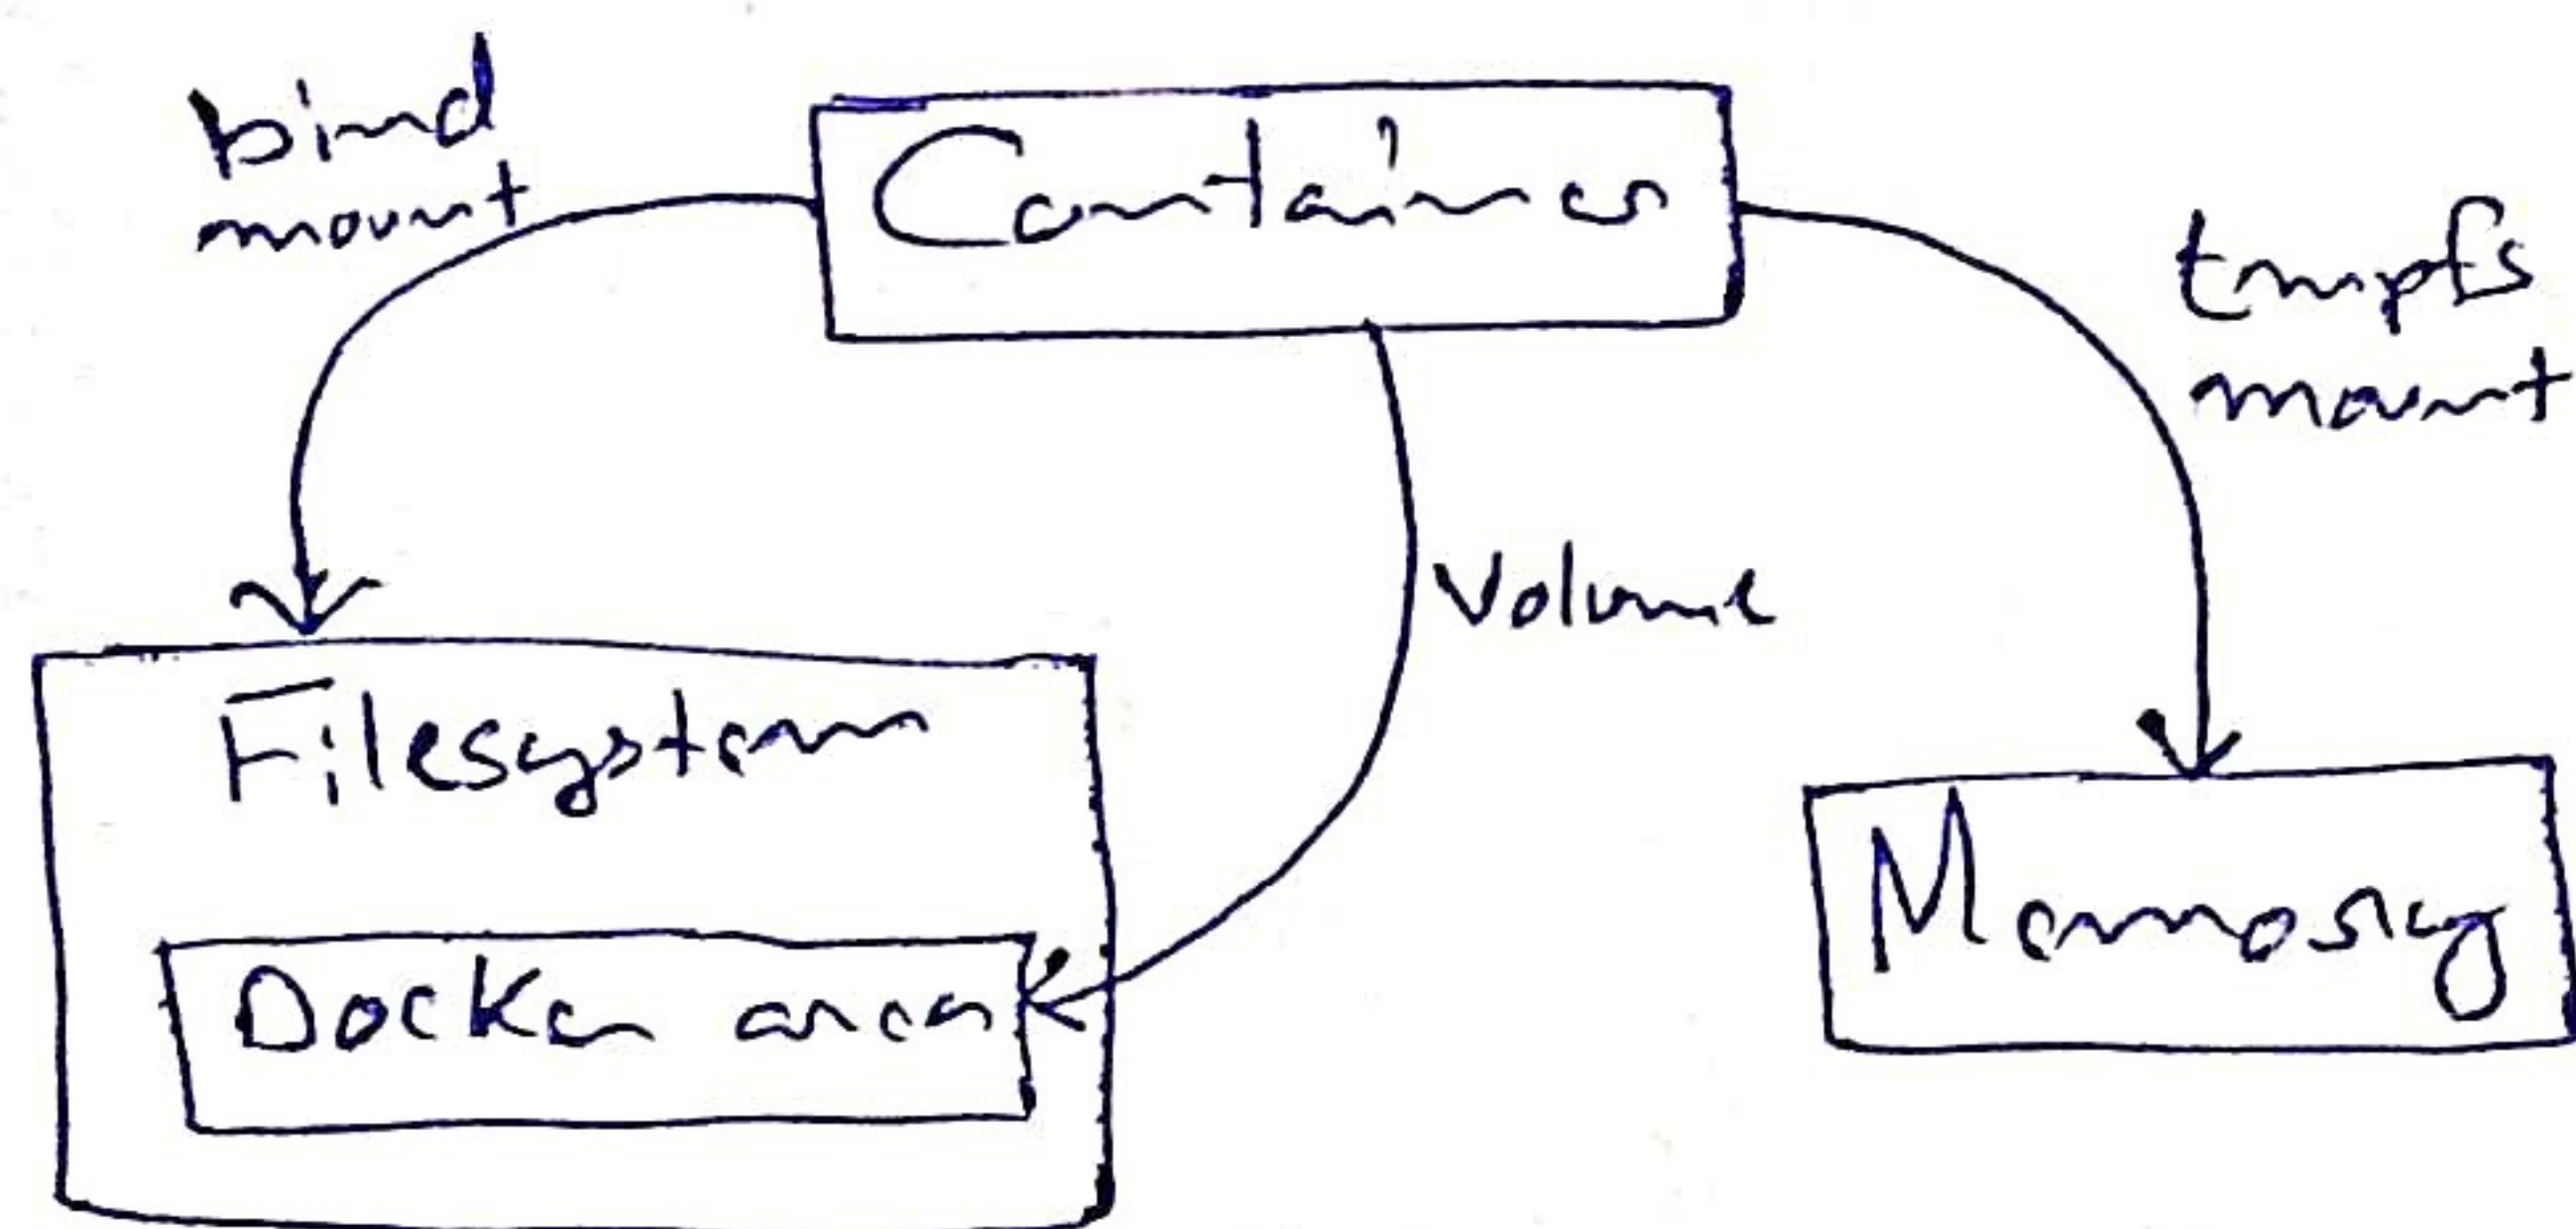 bind
mount
Container
tmpfs
mount
Volume
Filesystem
Docker area
Memory